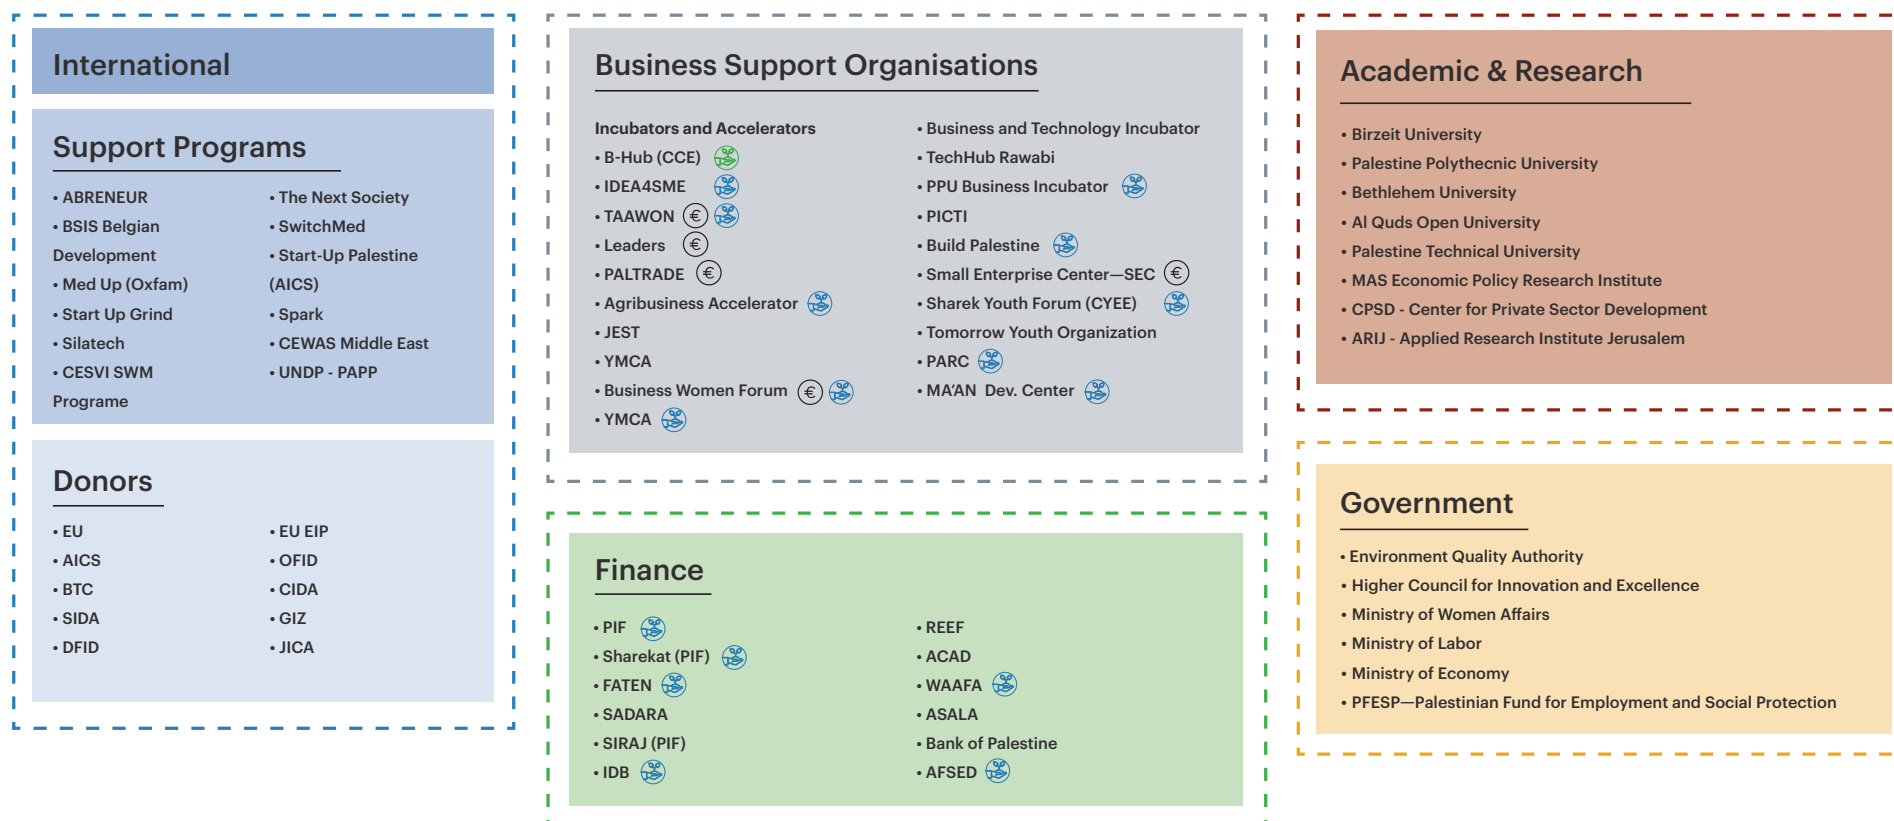 International
Support Programs
• ABRENEUR
• BSIS Belgian
Development
• Med Up (Oxfam)
• Start Up Grind
• Silatech
• CESVI SWM
Programe
• The Next Society
• SwitchMed
• Start-Up Palestine
(AICS)
• Spark
• CEWAS Middle East
• UNDP - PAPP
Donors
• EU
• AICS
• BTC
• SIDA
• DFID
• EU EIP
• OFID
• CIDA
• GIZ
• JICA
Business Support Organisations
Incubators and Accelerators
• B-Hub (CCE)
• IDEA4SME
• TAAWON €
• Leaders €
• PALTRADE €
• Agribusiness Accelerator
• JEST
• YMCA
• Business Women Forum €
• YMCA
• Business and Technology Incubator
• TechHub Rawabi
• PPU Business Incubator
• PICTI
• Build Palestine
• Small Enterprise Center—SEC €
• Sharek Youth Forum (CYEE)
• Tomorrow Youth Organization
• PARC
• MA'AN Dev. Center
Finance
• PIF
• Sharekat (PIF)
• FATEN
• SADARA
• SIRAJ (PIF)
• IDB
• REEF
• ACAD
• WAAFA
• ASALA
• Bank of Palestine
• AFSED
Academic & Research
• Birzeit University
• Palestine Polythecnic University
• Bethlehem University
• Al Quds Open University
• Palestine Technical University
• MAS Economic Policy Research Institute
• CPSD - Center for Private Sector Development
• ARIJ - Applied Research Institute Jerusalem
Government
• Environment Quality Authority
• Higher Council for Innovation and Excellence
• Ministry of Women Affairs
• Ministry of Labor
• Ministry of Economy
• PFESP—Palestinian Fund for Employment and Social Protection